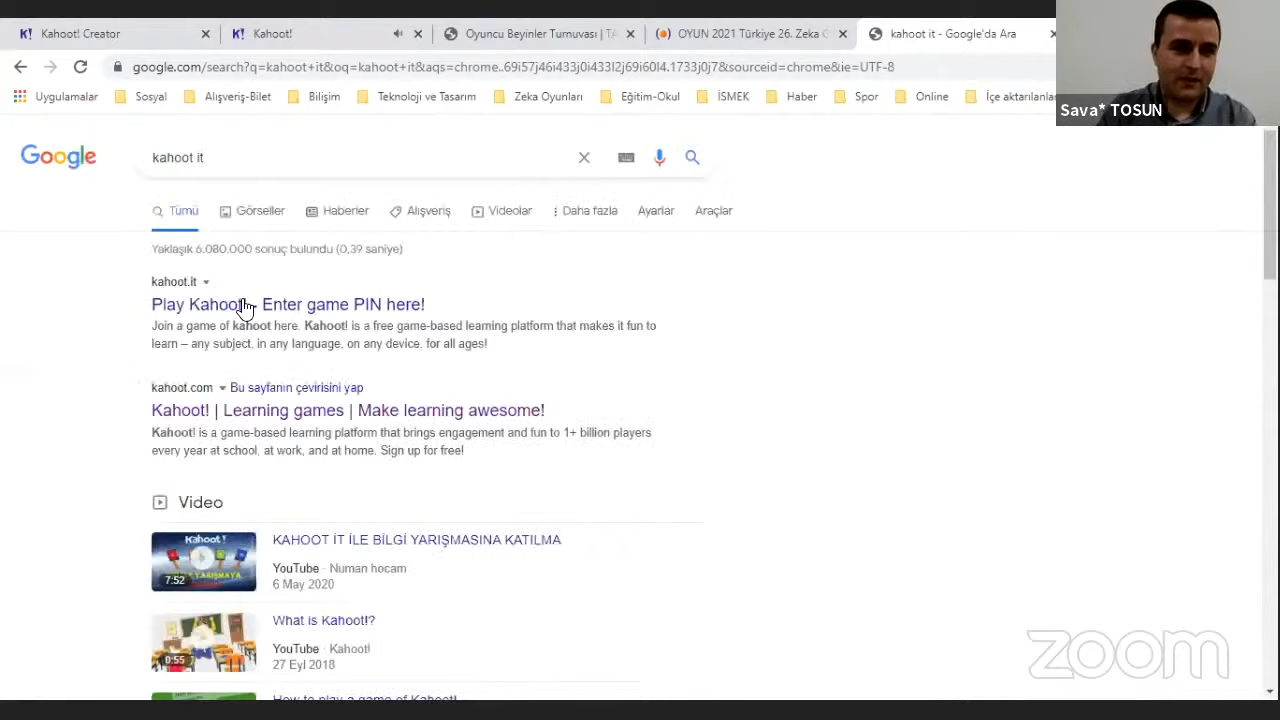 Kahoot! Creator
Kahoot!
Oyuncu Beyinler Turnuvası | TA
OYUN 2021 Türkiye 26. Zeka O
kahoot it - Google'da Ara
google.com/search?q=kahoot+it&oq=kahoot+it&aqs=chrome..69i57j46i433j0i433l2j69i60l4.1733j0j7&sourceid=chrome&ie=UTF-8
Uygulamalar
Sosyal
Alışveriş-Bilet
Bilişim
Teknoloji ve Tasarım
Zeka Oyunları
Eğitim-Okul
İSMEK
Haber
Spor
Online
İçe aktarılanla
Sava* TOSUN
Google
kahoot it
Tümü
Görseller
Haberler
Alışveriş
Videolar
Daha fazla
Ayarlar
Araçlar
Yaklaşık 6.080.000 sonuç bulundu (0,39 saniye)
kahoot.it
Play Kahoot! - Enter game PIN here!
Join a game of kahoot here. Kahoot! is a free game-based learning platform that makes it fun to
learn – any subject, in any language, on any device, for all ages!
kahoot.com
Bu sayfanın çevirisini yap
Kahoot! | Learning games | Make learning awesome!
Kahoot! is a game-based learning platform that brings engagement and fun to 1+ billion players
every year at school, at work, and at home. Sign up for free!
Video
Kahoot!
7:52
KAHOOT İT İLE BİLGİ YARIŞMASINA KATILMA
YouTube · Numan hocam
6 May 2020
0:55
What is Kahoot!?
YouTube · Kahoot!
27 Eyl 2018
How to play a game of Kahoot!
zoom